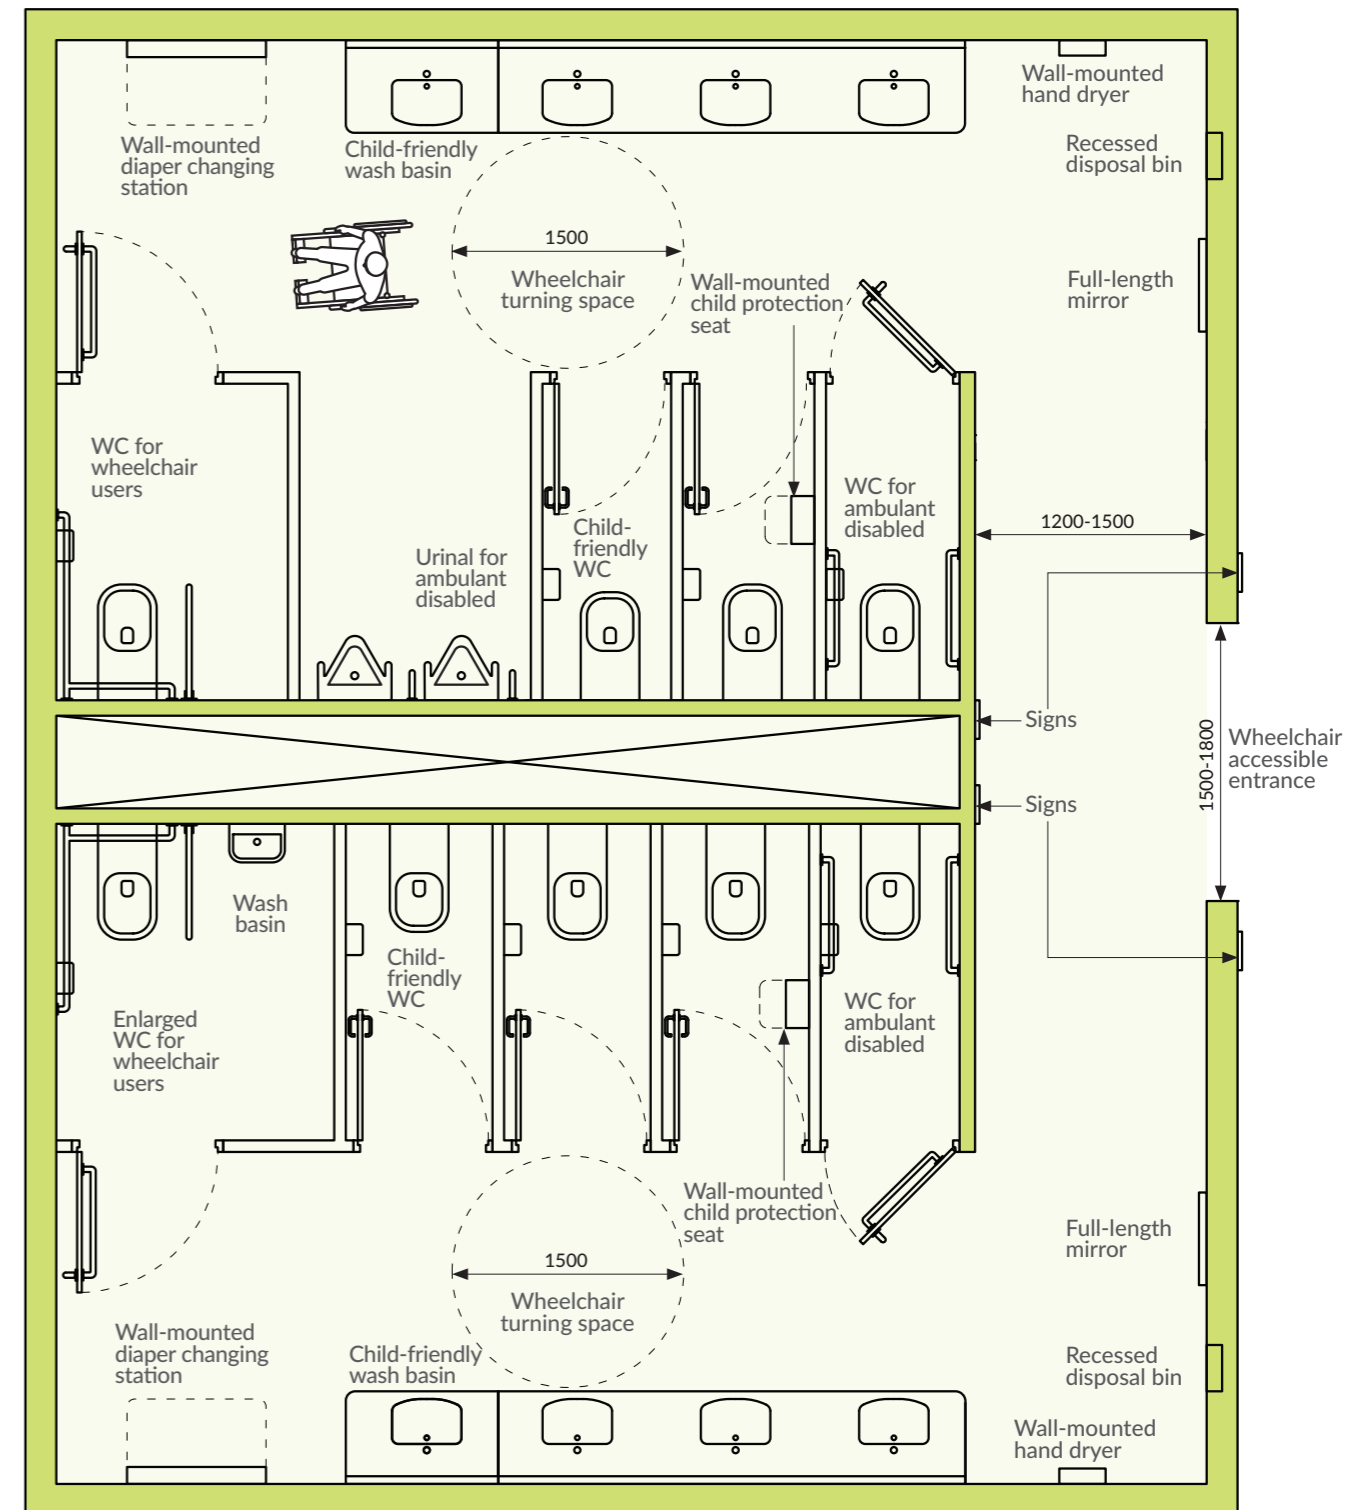 Wall-mounted
hand dryer
Wall-mounted
diaper changing
station
Child-friendly
wash basin
Recessed
disposal bin
1500
Wheelchair
turning space
Wall-mounted
child protection
seat
Full-length
mirror
WC for
wheelchair
users
Urinal for
ambulant
disabled
Child-
friendly
WC
WC for
ambulant
disabled
1200-1500
Signs
1500-1800
Wheelchair
accessible
entrance
Signs
Wash
basin
Child-
friendly
WC
Enlarged
WC for
wheelchair
users
WC for
ambulant
disabled
Wall-mounted
child protection
seat
1500
Wheelchair
turning space
Full-length
mirror
Wall-mounted
diaper changing
station
Child-friendly
wash basin
Recessed
disposal bin
Wall-mounted
hand dryer